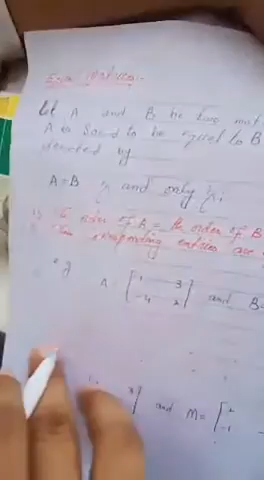 Equal Matrices:-
Let A and B be two mat
A is said to be equal to B
denoted by
A=B if and only if;
The order of A = the order of B
The corresponding entries are
e.g
A = [1 3
-4 2] and B=
and M= [
-1